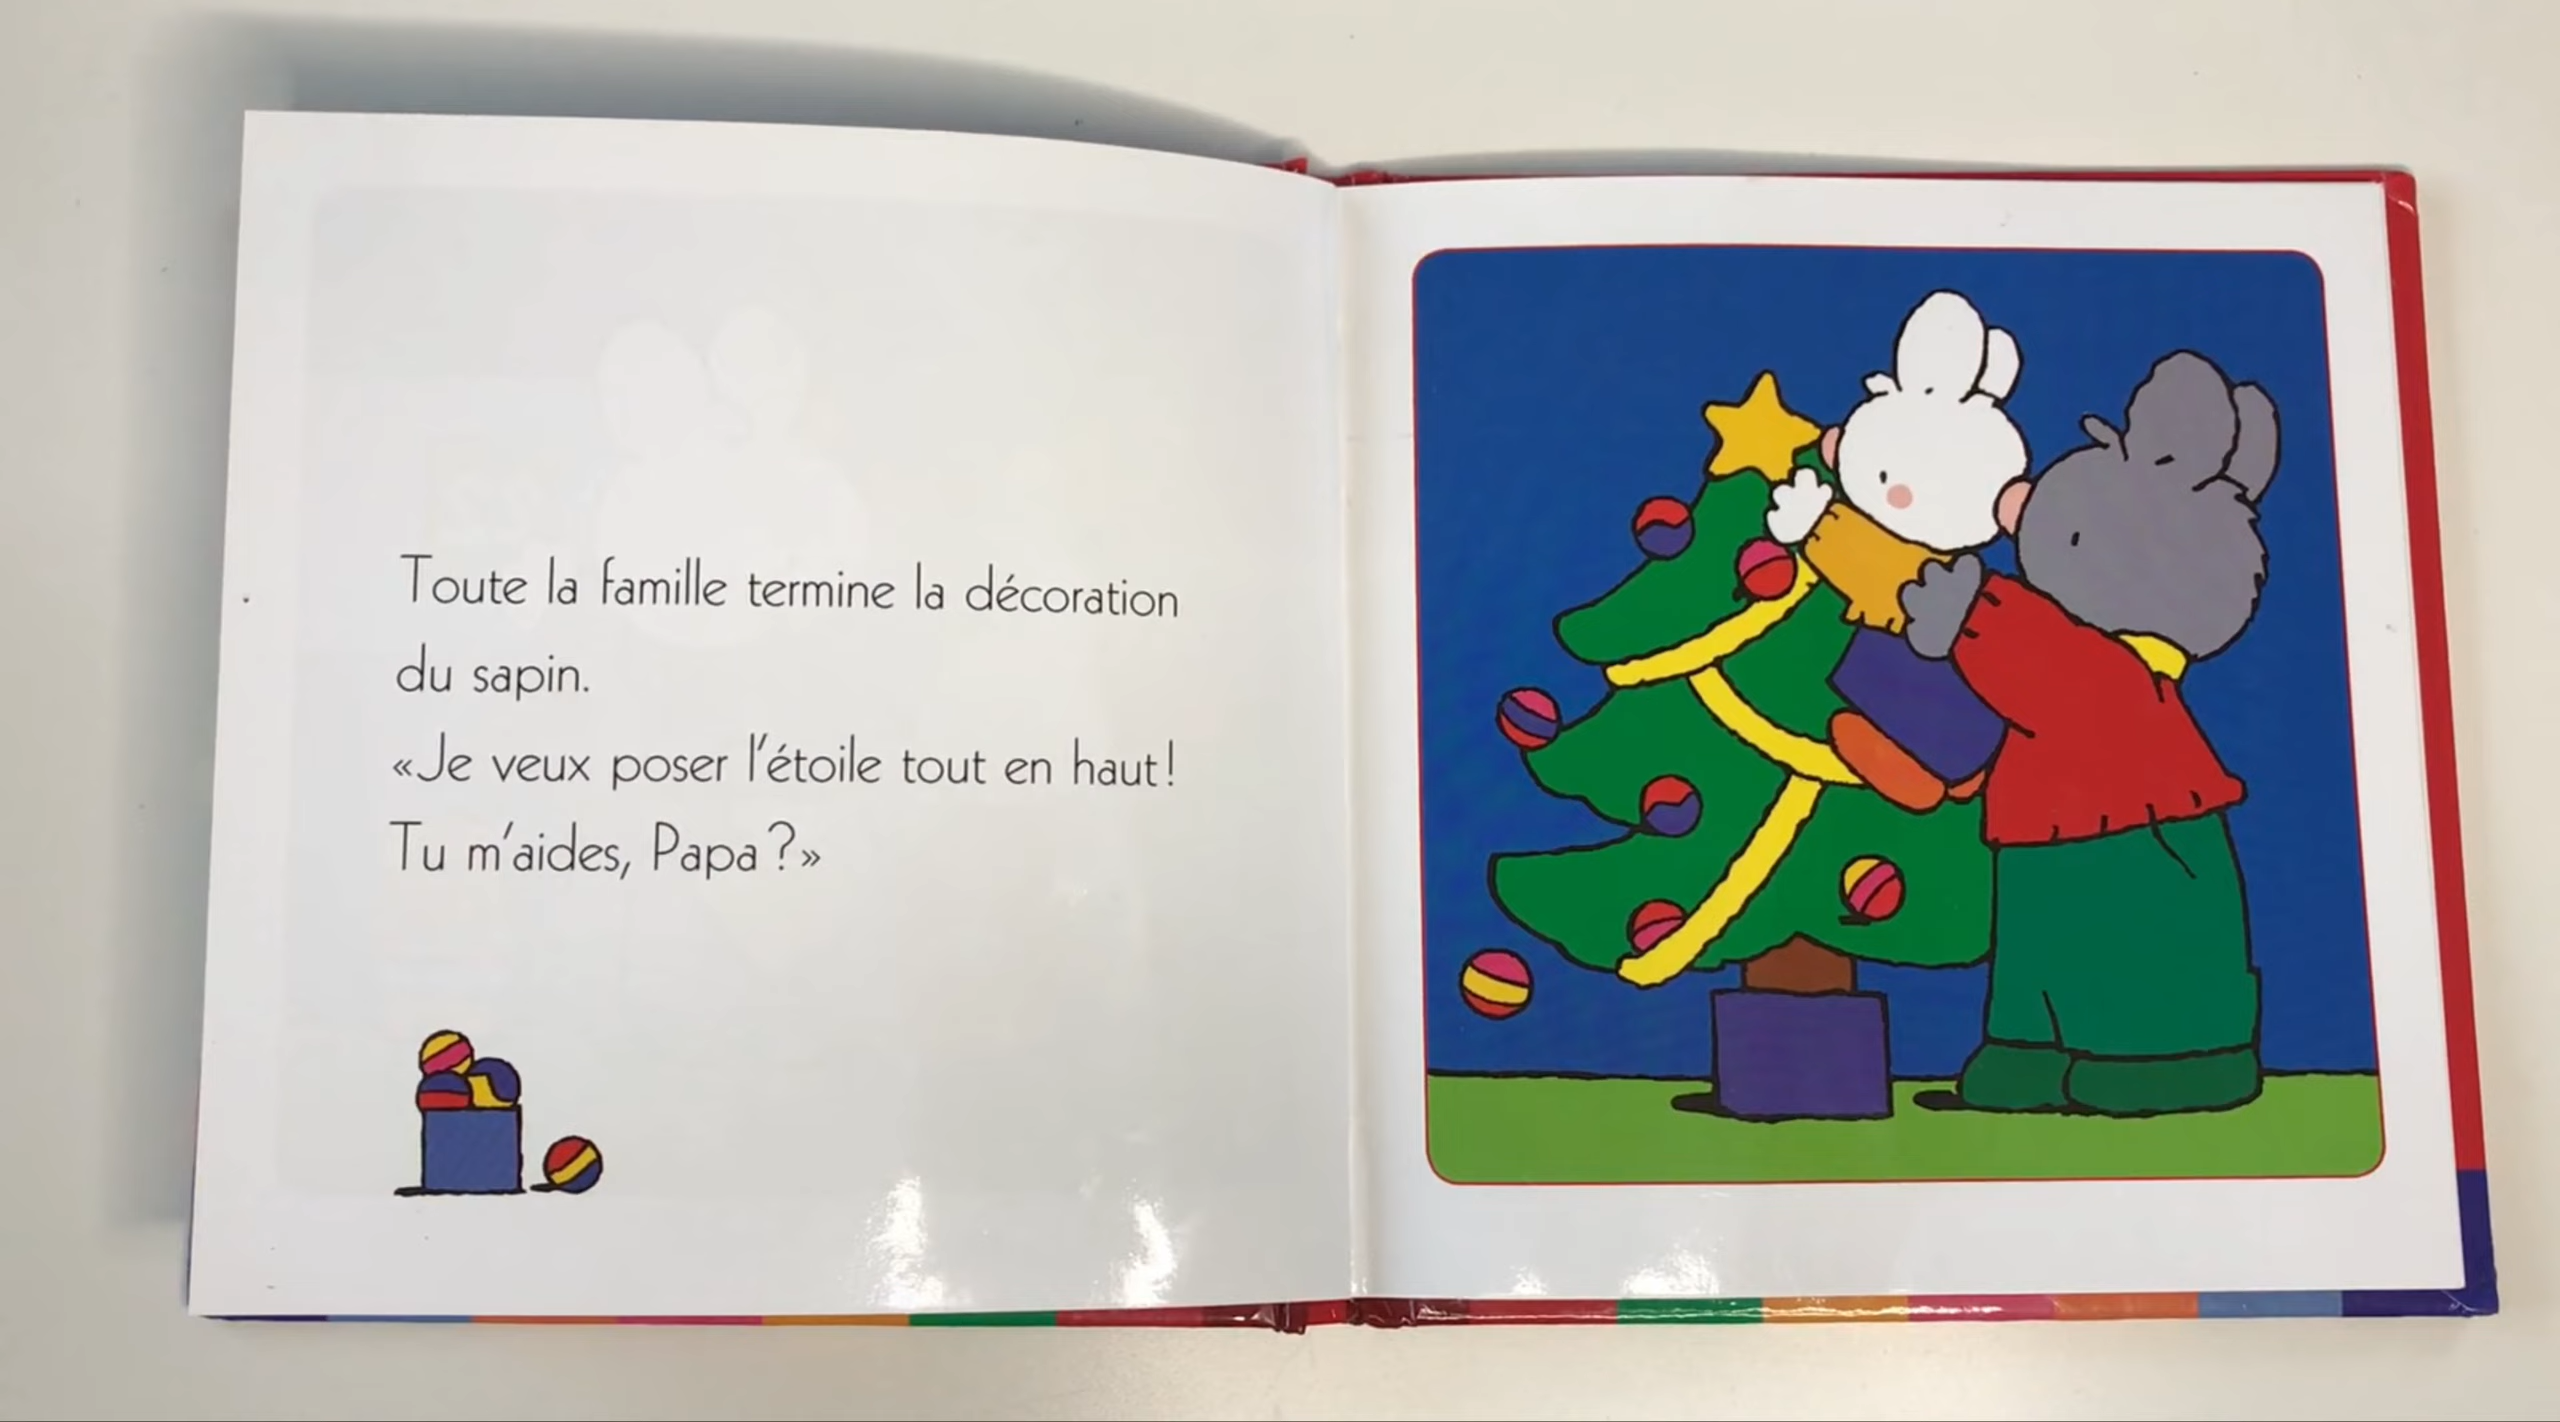 Toute la famille termine la décoration
du sapin.
«Je veux poser l'étoile tout en haut!
Tu m'aides, Papa?»